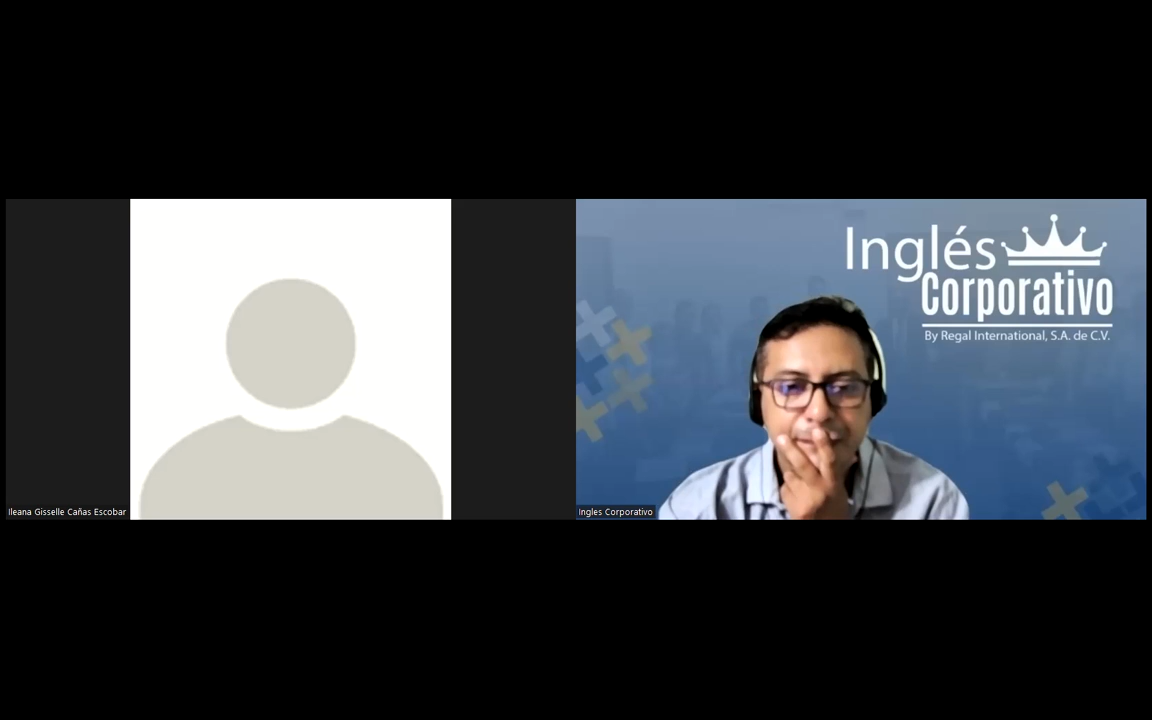 Inglés
Corporativo
By Regal International, S.A. de C.V.
Ileana Gisselle Cañas Escobar
Ingles Corporativo